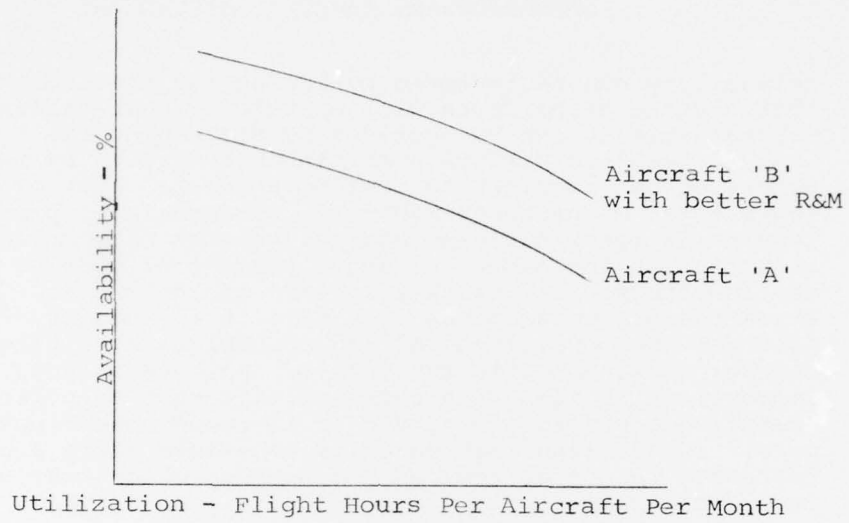 Availability - %
Aircraft 'B'
with better R&M
Aircraft 'A'
Utilization - Flight Hours Per Aircraft Per Month